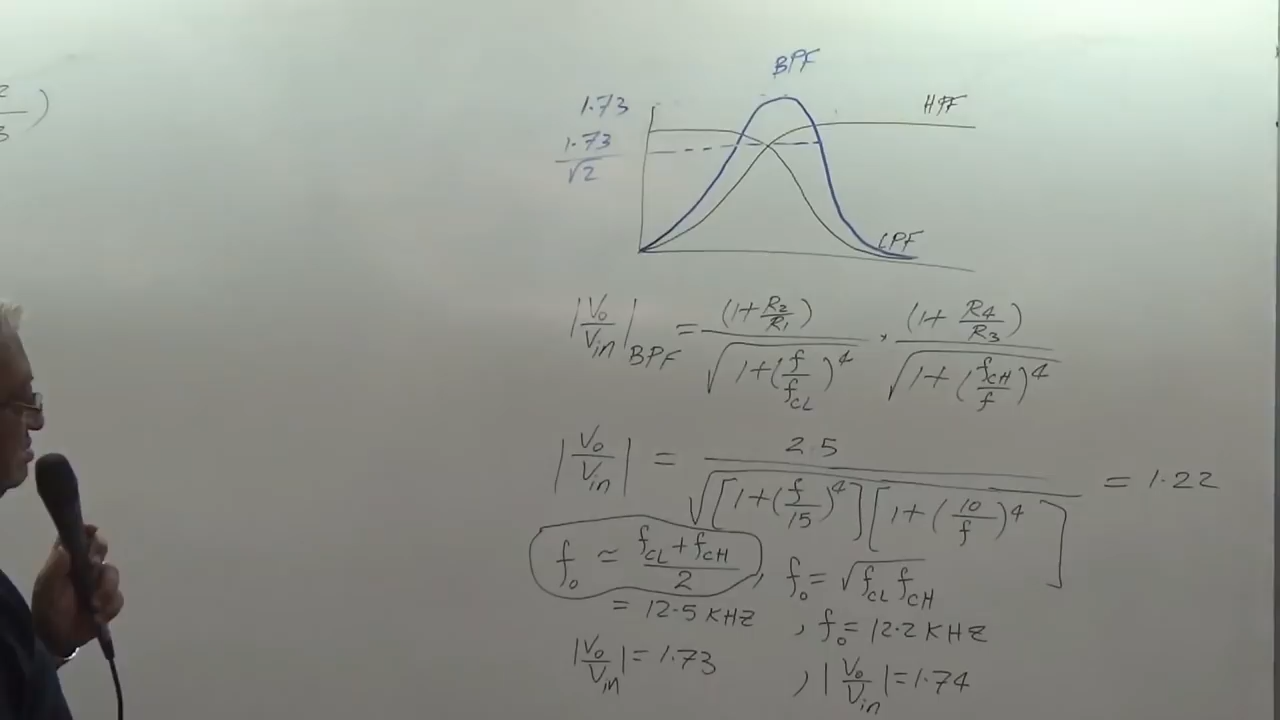 2/3 )
BPF
HPF
1.73
1.73/√2
LPF
|Vo/Vin|BPF = (1+R2/R1)/√(1+(f/fCL)^4) · (1+R4/R3)/√(1+(fCH/f)^4)
|Vo/Vin| = 2.5/√([1+(f/15)^4][1+(10/f)^4]) = 1.22
fo ≃ (fCL+fCH)/2, fo = √(fCL fCH)
= 12.5 KHZ, fo = 12.2 KHZ
|Vo/Vin| = 1.73, |Vo/Vin| = 1.74